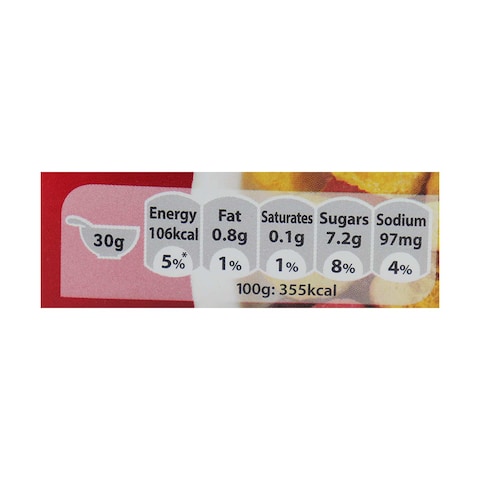 30g
Energy Fat Saturates Sugars Sodium
106kcal 0.8g 0.1g 7.2g 97mg
5%* 1% 1% 8% 4%
100g: 355kcal